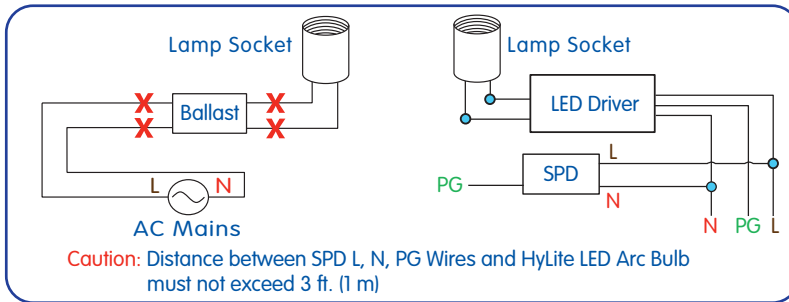 Lamp Socket
Ballast
L
N
AC Mains
Lamp Socket
LED Driver
L
PG
SPD
N
N
PG
L
Caution: Distance between SPD L, N, PG Wires and HyLite LED Arc Bulb
must not exceed 3 ft. (1 m)